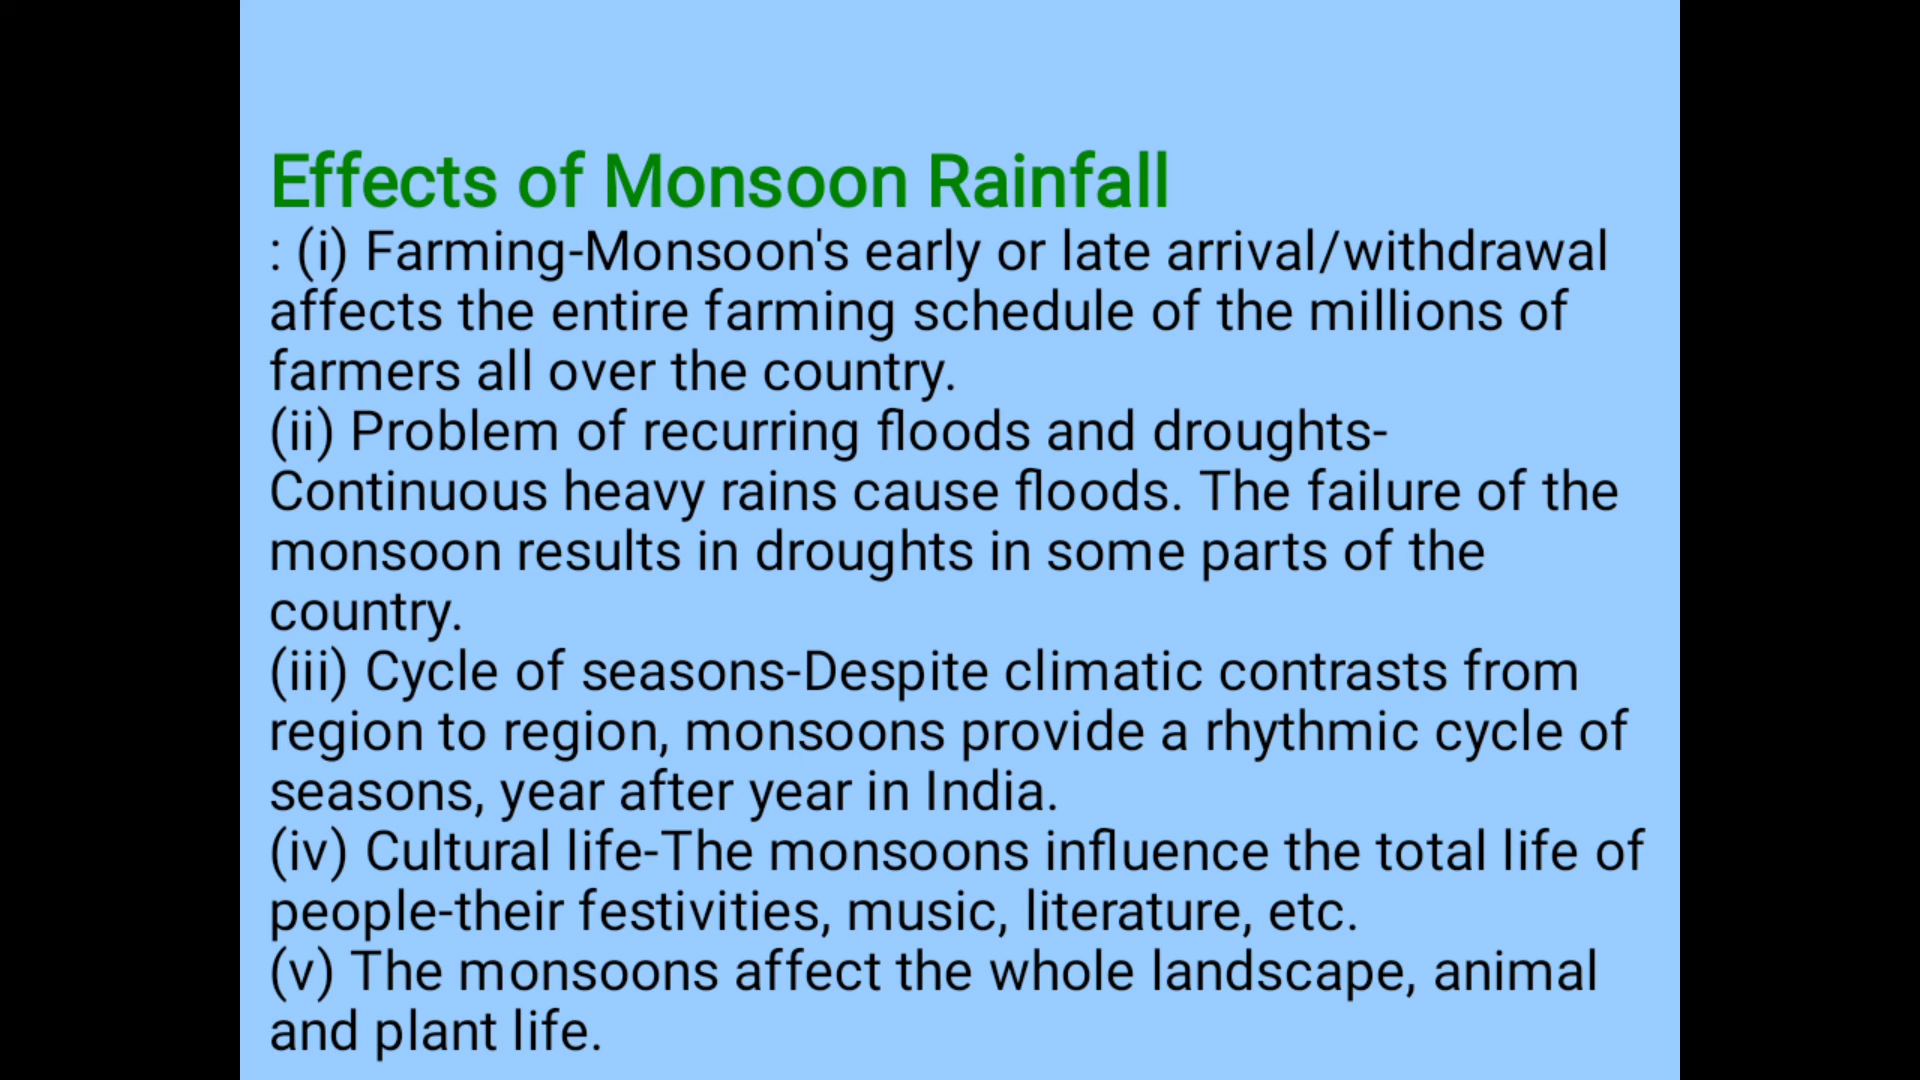 Effects of Monsoon Rainfall
: (i) Farming-Monsoon's early or late arrival/withdrawal
affects the entire farming schedule of the millions of
farmers all over the country.
(ii) Problem of recurring floods and droughts-
Continuous heavy rains cause floods. The failure of the
monsoon results in droughts in some parts of the
country.
(iii) Cycle of seasons-Despite climatic contrasts from
region to region, monsoons provide a rhythmic cycle of
seasons, year after year in India.
(iv) Cultural life-The monsoons influence the total life of
people-their festivities, music, literature, etc.
(v) The monsoons affect the whole landscape, animal
and plant life.